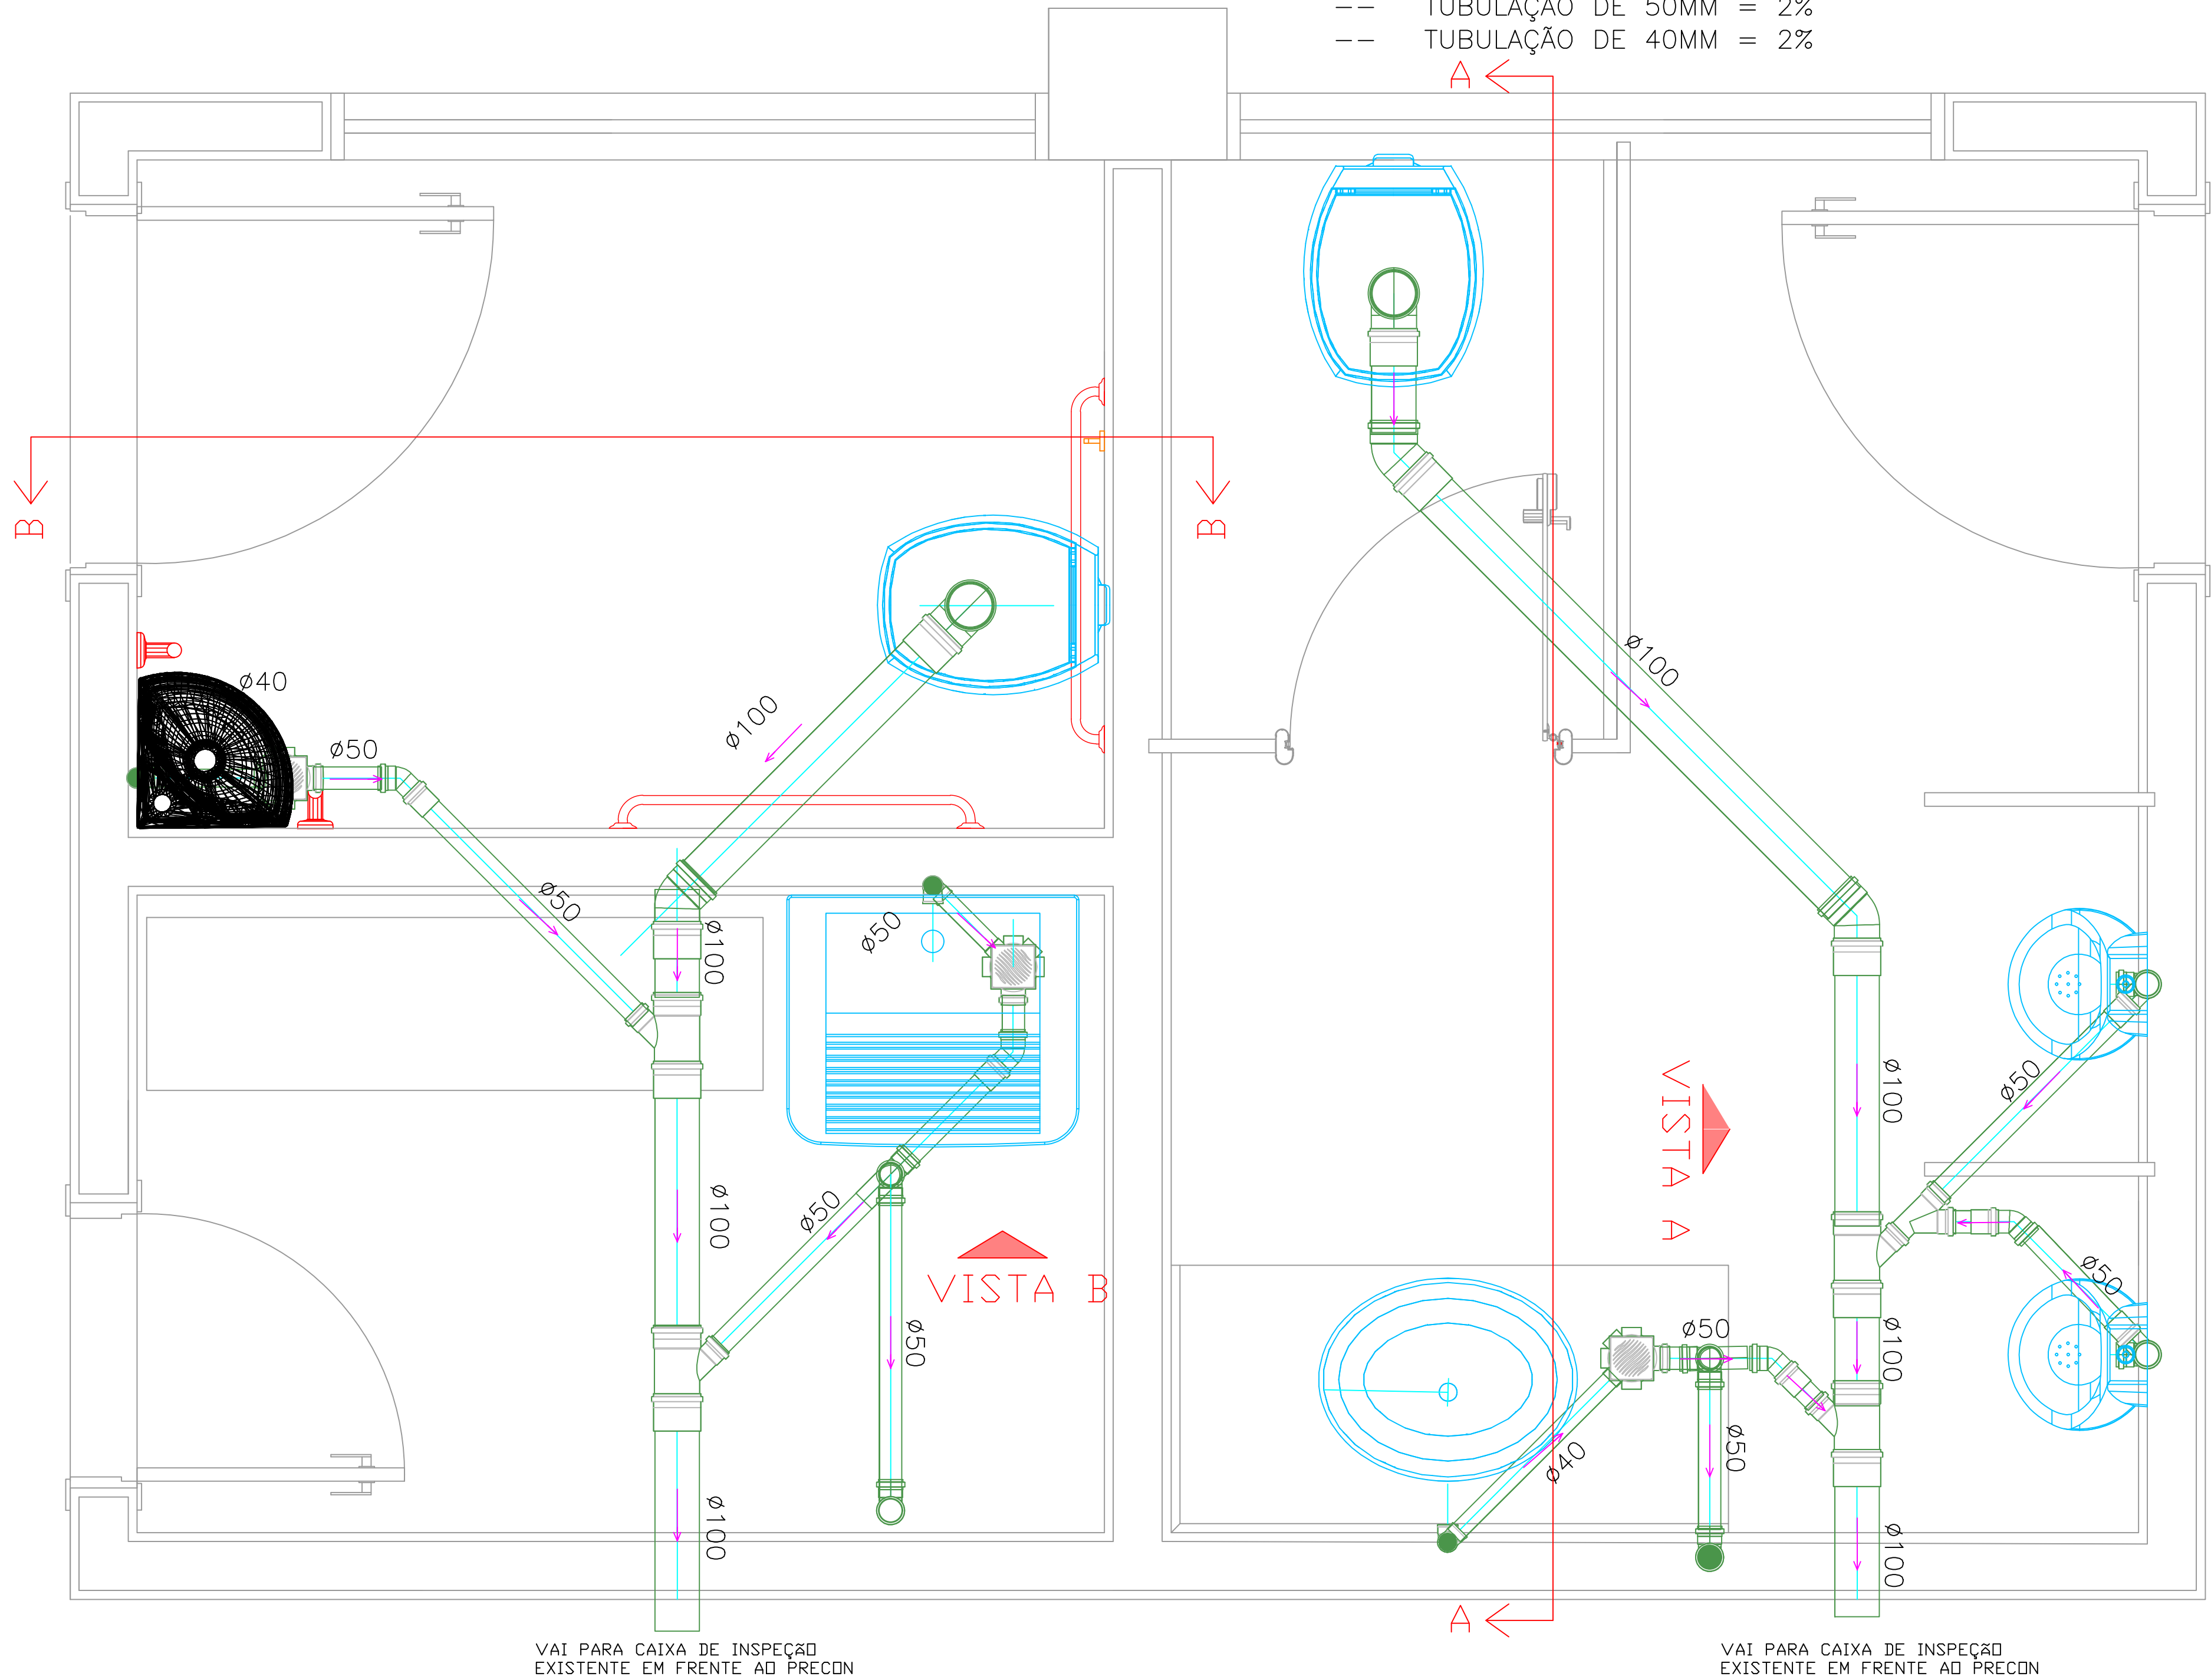 -- TUBULAÇÃO DE 50MM = 2%
-- TUBULAÇÃO DE 40MM = 2%
A
B
B
ø40
ø50
ø100
ø100
ø50
ø100
ø50
ø100
ø50
ø50
ø100
VISTA B
ø100
ø50
VISTA A
ø50
ø50
ø100
ø50
ø40
ø50
ø100
ø100
A
VAI PARA CAIXA DE INSPEÇÃO
EXISTENTE EM FRENTE AO PRECON
VAI PARA CAIXA DE INSPEÇÃO
EXISTENTE EM FRENTE AO PRECON